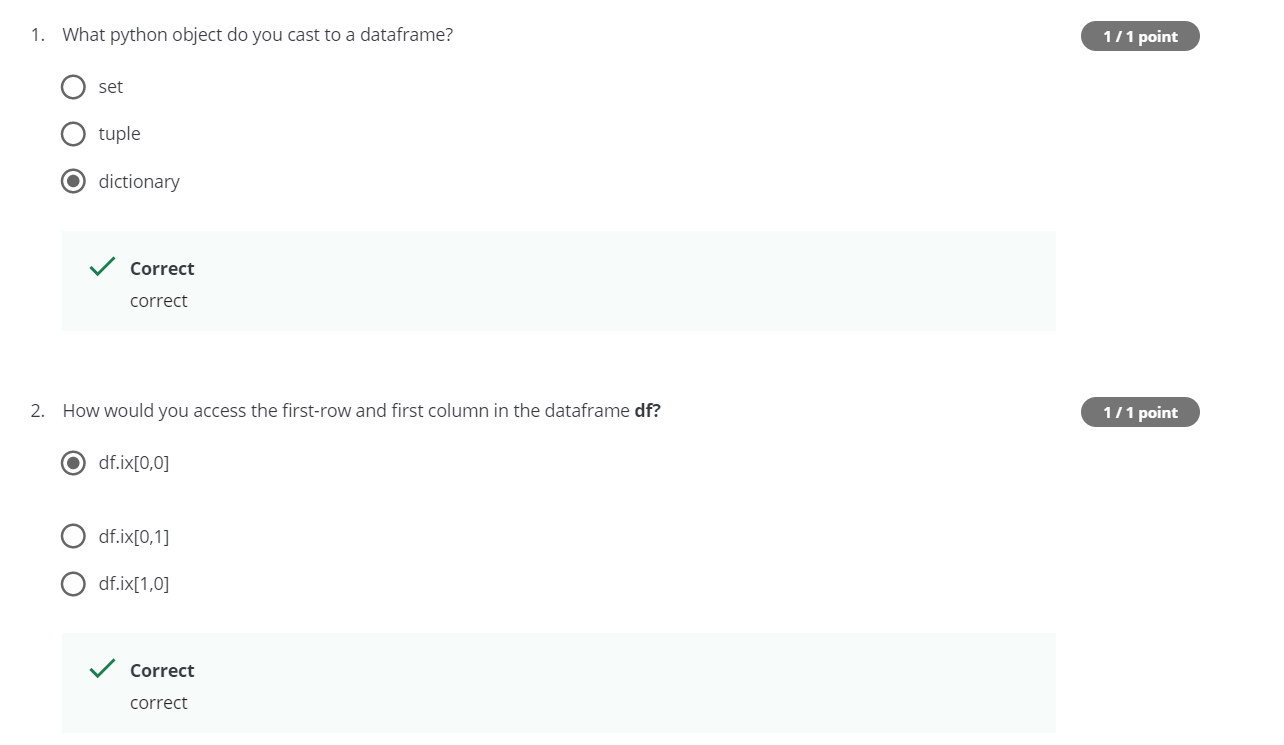 1. What python object do you cast to a dataframe?
1 / 1 point
set
tuple
dictionary
Correct
correct
2. How would you access the first-row and first column in the dataframe df?
1 / 1 point
df.ix[0,0]
df.ix[0,1]
df.ix[1,0]
Correct
correct